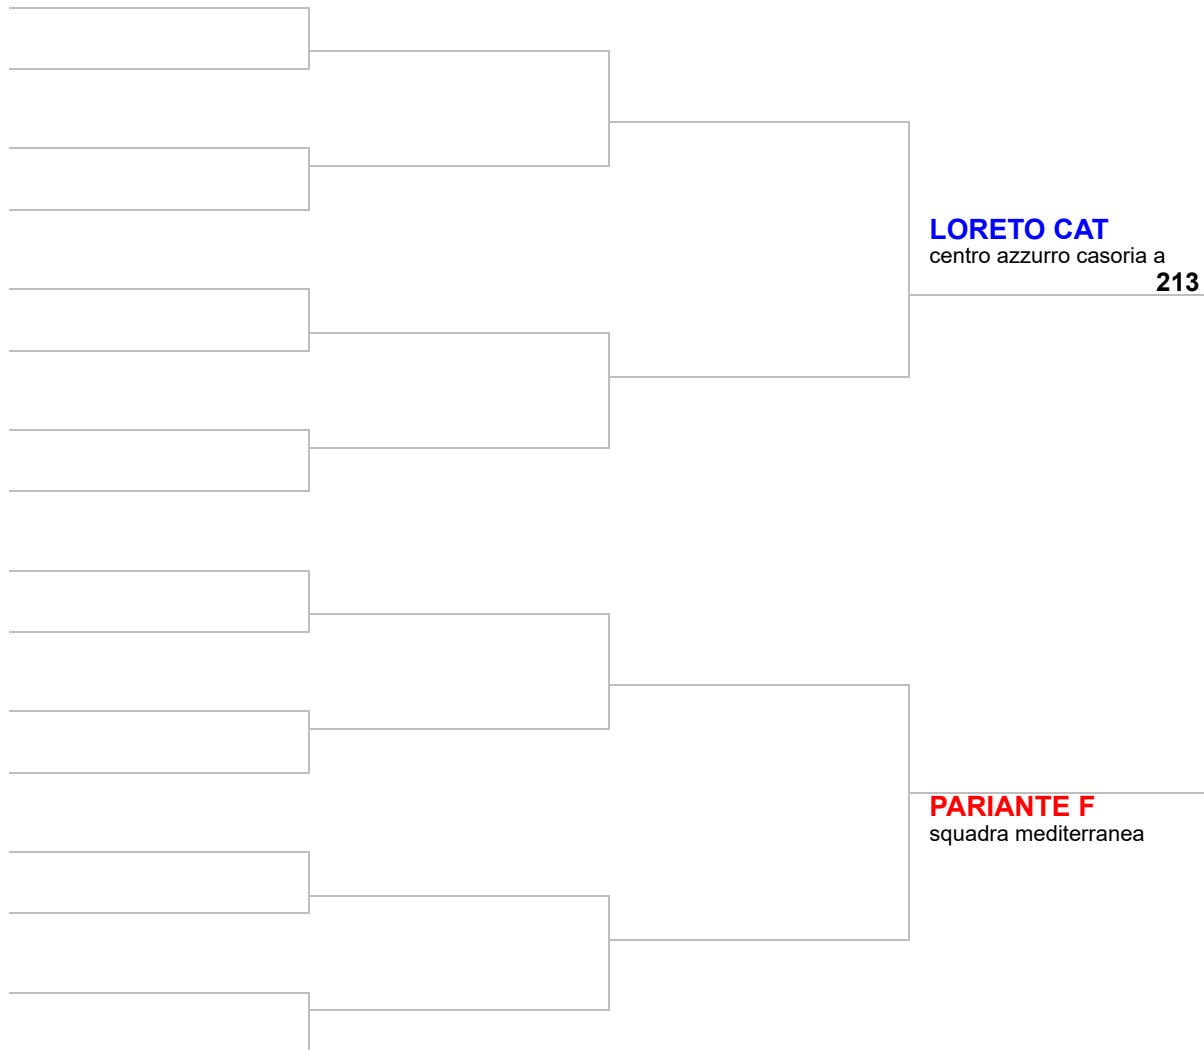 LORETO CAT
centro azzurro casoria a
213
PARIANTE F
squadra mediterranea